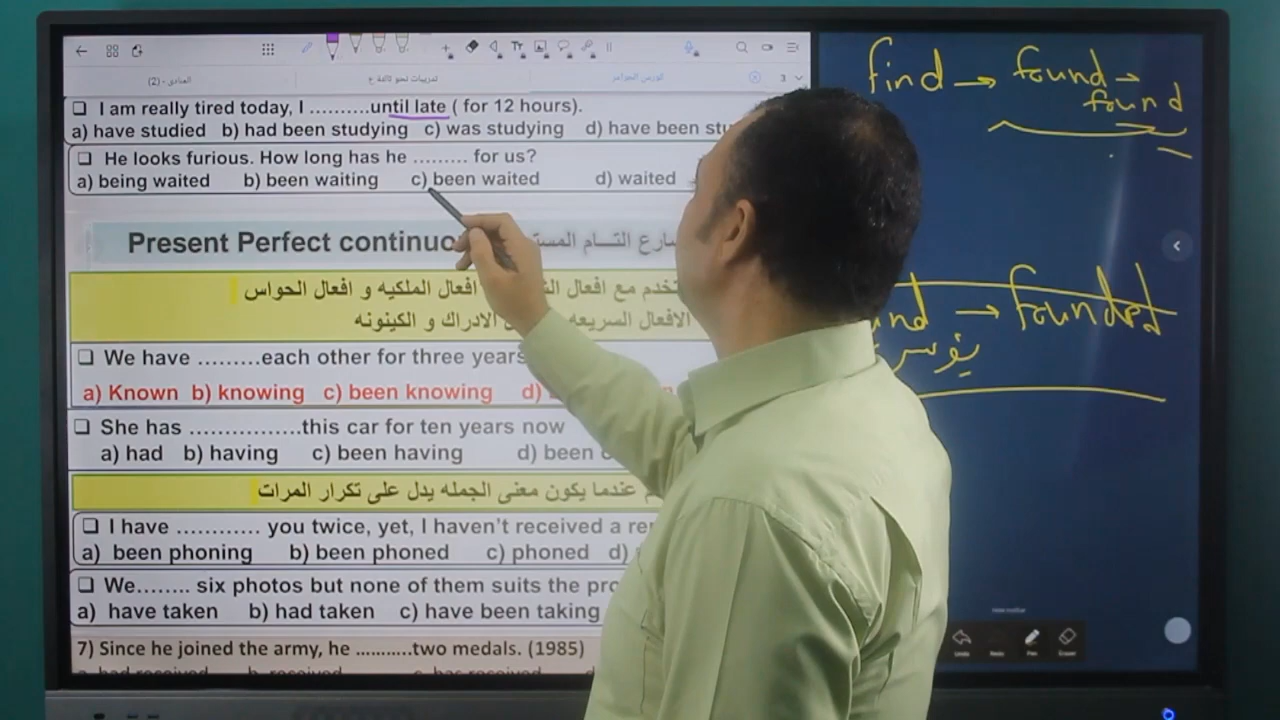 العبادي - (2)
3
❑ I am really tired today, I ..........until late ( for 12 hours).
a) have studied b) had been studying c) was studying d) have been stu
❑ He looks furious. How long has he ......... for us?
a) being waited b) been waiting c) been waited d) waited
Present Perfect continuo
افعال الملكيه و افعال الحواس
الادراك و الكينونه
❑ We have .........each other for three years
a) Known b) knowing c) been knowing d)
❑ She has ................this car for ten years now
a) had b) having c) been having d) been
عندما يكون معنى الجمله يدل على تكرار المرات
❑ I have ............ you twice, yet, I haven't received a
a) been phoning b) been phoned c) phoned d)
❑ We........ six photos but none of them suits the
a) have taken b) had taken c) have been taking
7) Since he joined the army, he ...........two medals. (1985)
find → found →
found
→ founded
Undo
Pen
Eraser